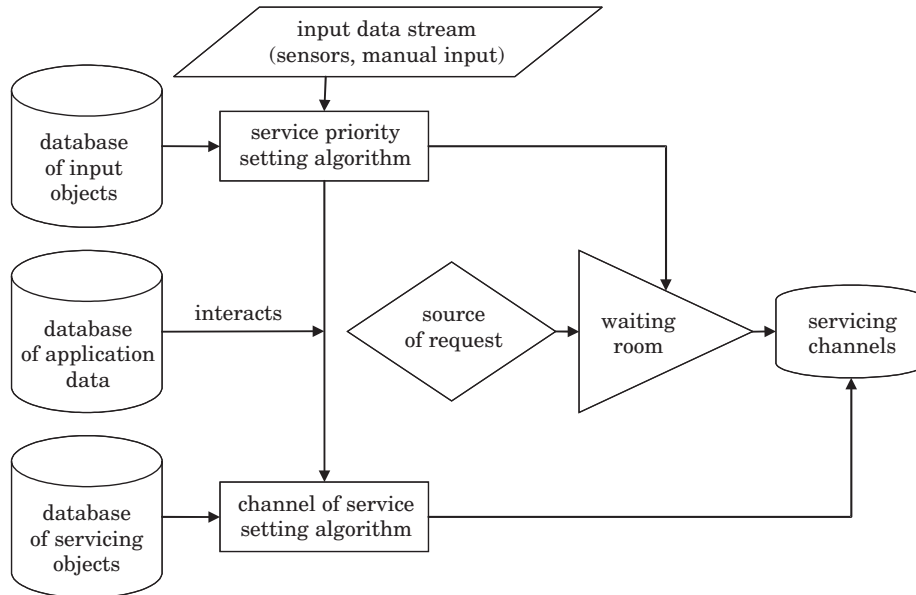 input data stream
(sensors, manual input)
database
of input
objects
service priority
setting algorithm
database
of application
data
interacts
source
of request
waiting
room
servicing
channels
database
of servicing
objects
channel of service
setting algorithm